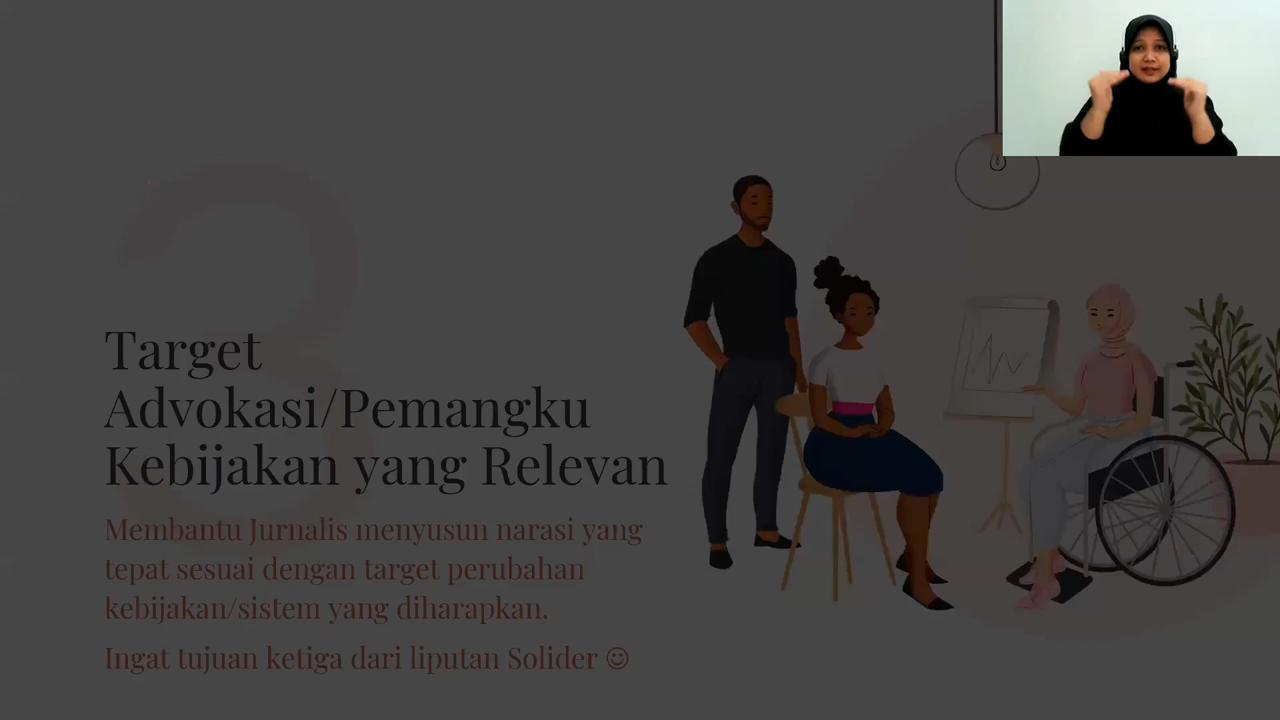 3
Target
Advokasi/Pemangku
Kebijakan yang Relevan
Membantu Jurnalis menyusun narasi yang
tepat sesuai dengan target perubahan
kebijakan/sistem yang diharapkan.
Ingat tujuan ketiga dari liputan Solider ☺